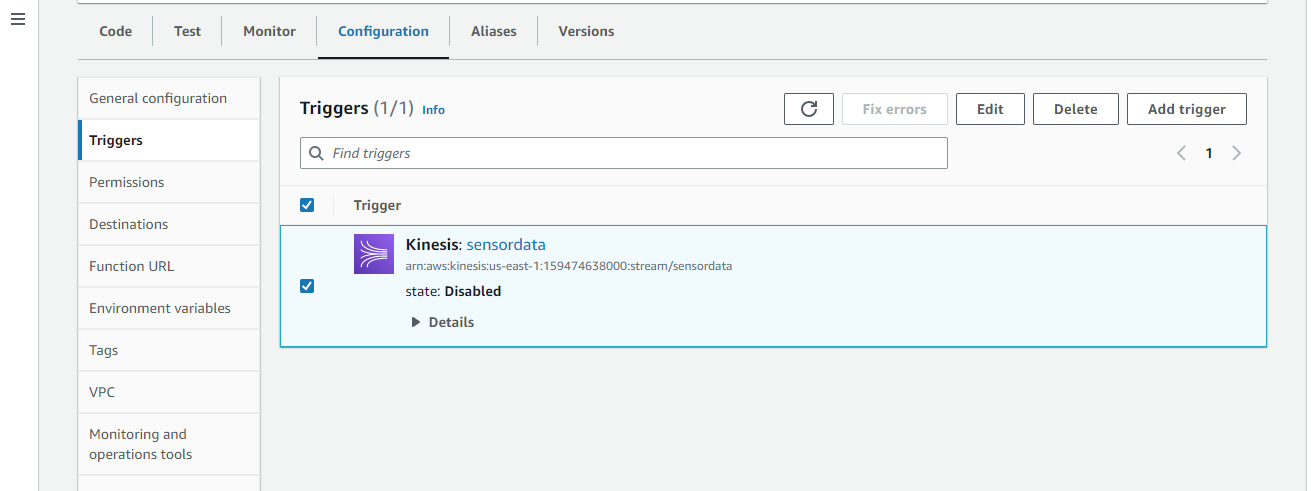 Code Test Monitor Configuration Aliases Versions
General configuration
Triggers
Permissions
Destinations
Function URL
Environment variables
Tags
VPC
Monitoring and
operations tools
Triggers (1/1) Info Fix errors Edit Delete Add trigger
Find triggers 1
Trigger
Kinesis: sensordata
arn:aws:kinesis:us-east-1:159474638000:stream/sensordata
state: Disabled
Details